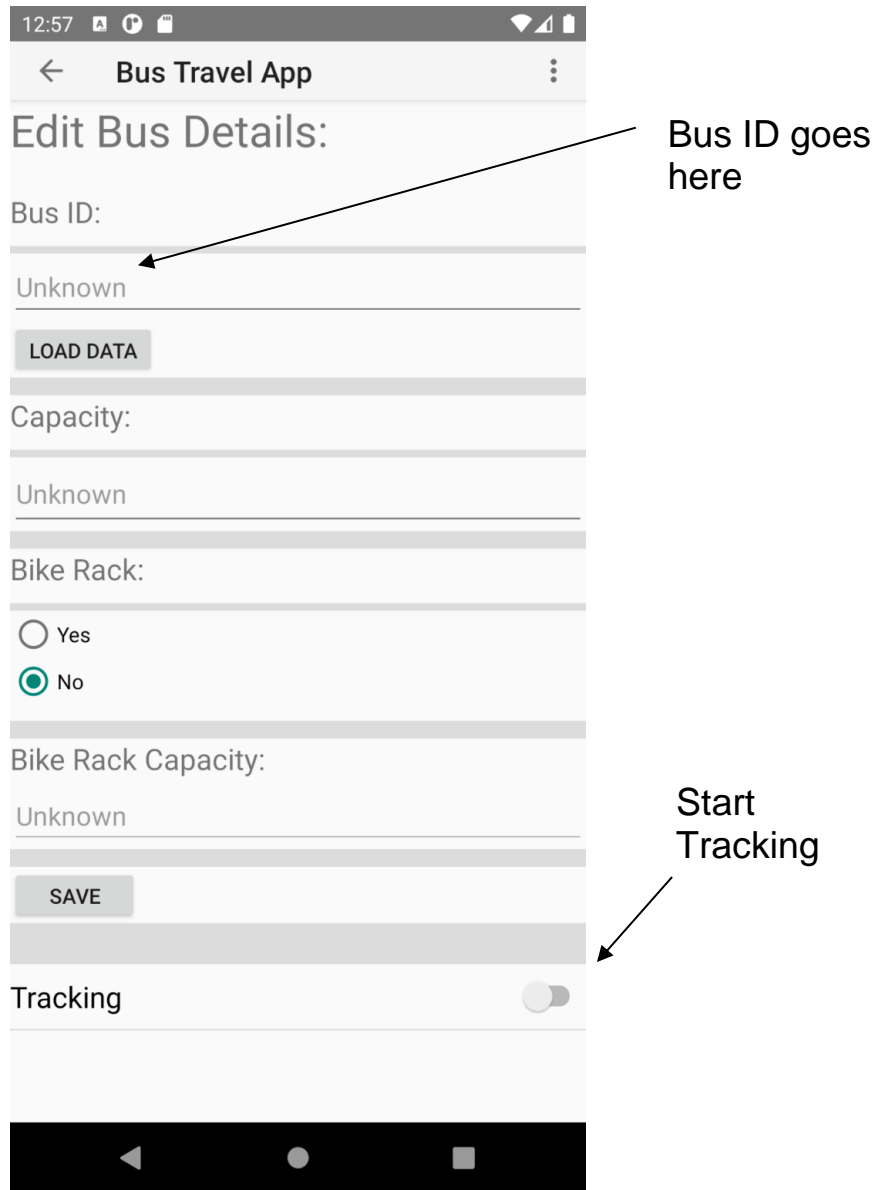 12:57
Bus Travel App
Edit Bus Details:
Bus ID goes
here
Bus ID:
Unknown
LOAD DATA
Capacity:
Unknown
Bike Rack:
Yes
No
Bike Rack Capacity:
Unknown
Start
Tracking
SAVE
Tracking